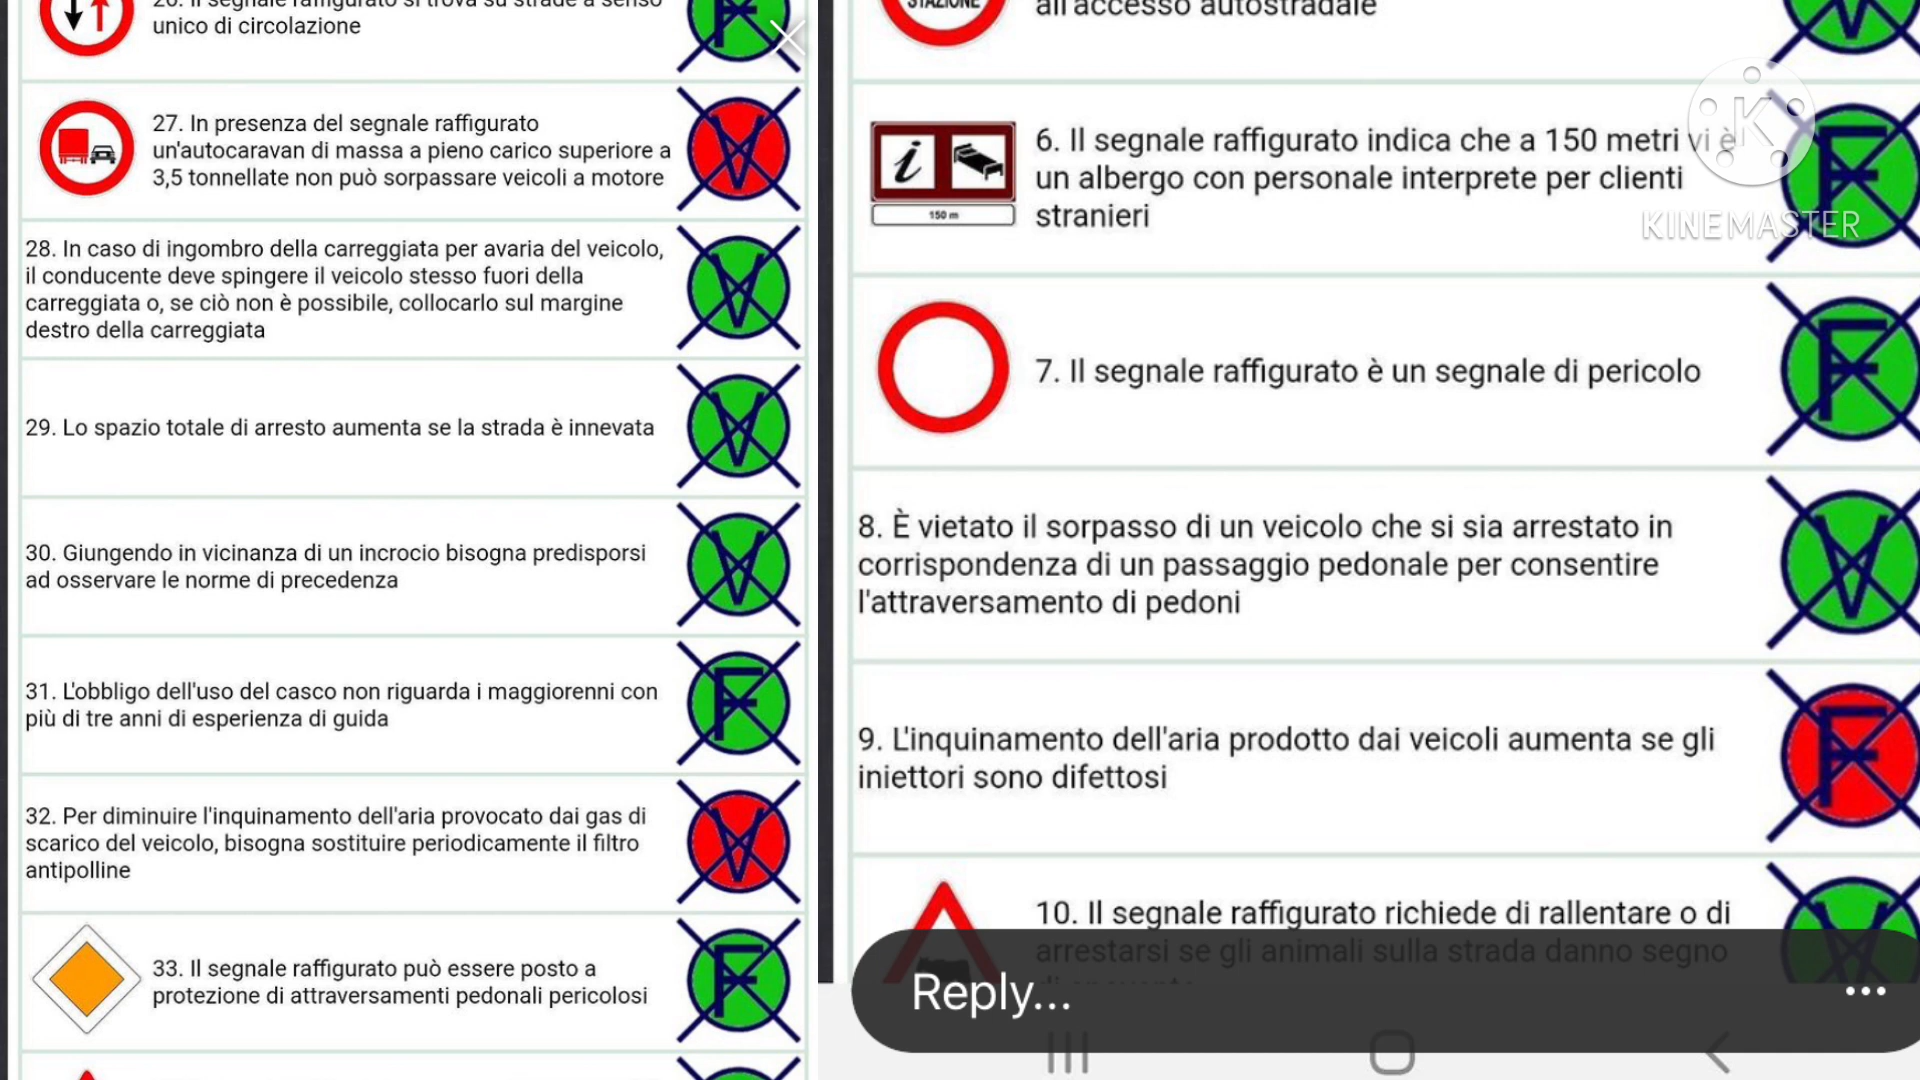 26. Il segnale raffigurato si trova su strade a senso
unico di circolazione
F
27. In presenza del segnale raffigurato
un'autocaravan di massa a pieno carico superiore a
3,5 tonnellate non può sorpassare veicoli a motore
V
28. In caso di ingombro della carreggiata per avaria del veicolo,
il conducente deve spingere il veicolo stesso fuori della
carreggiata o, se ciò non è possibile, collocarlo sul margine
destro della carreggiata
V
29. Lo spazio totale di arresto aumenta se la strada è innevata
V
30. Giungendo in vicinanza di un incrocio bisogna predisporsi
ad osservare le norme di precedenza
V
31. L'obbligo dell'uso del casco non riguarda i maggiorenni con
più di tre anni di esperienza di guida
F
32. Per diminuire l'inquinamento dell'aria provocato dai gas di
scarico del veicolo, bisogna sostituire periodicamente il filtro
antipolline
V
33. Il segnale raffigurato può essere posto a
protezione di attraversamenti pedonali pericolosi
F
STAZIONE
all'accesso autostradale
V
i
150 m
6. Il segnale raffigurato indica che a 150 metri vi è
un albergo con personale interprete per clienti
stranieri
F
K
KINEMASTER
7. Il segnale raffigurato è un segnale di pericolo
F
8. È vietato il sorpasso di un veicolo che si sia arrestato in
corrispondenza di un passaggio pedonale per consentire
l'attraversamento di pedoni
V
9. L'inquinamento dell'aria prodotto dai veicoli aumenta se gli
iniettori sono difettosi
F
10. Il segnale raffigurato richiede di rallentare o di
arrestarsi se gli animali sulla strada danno segno
V
Reply...